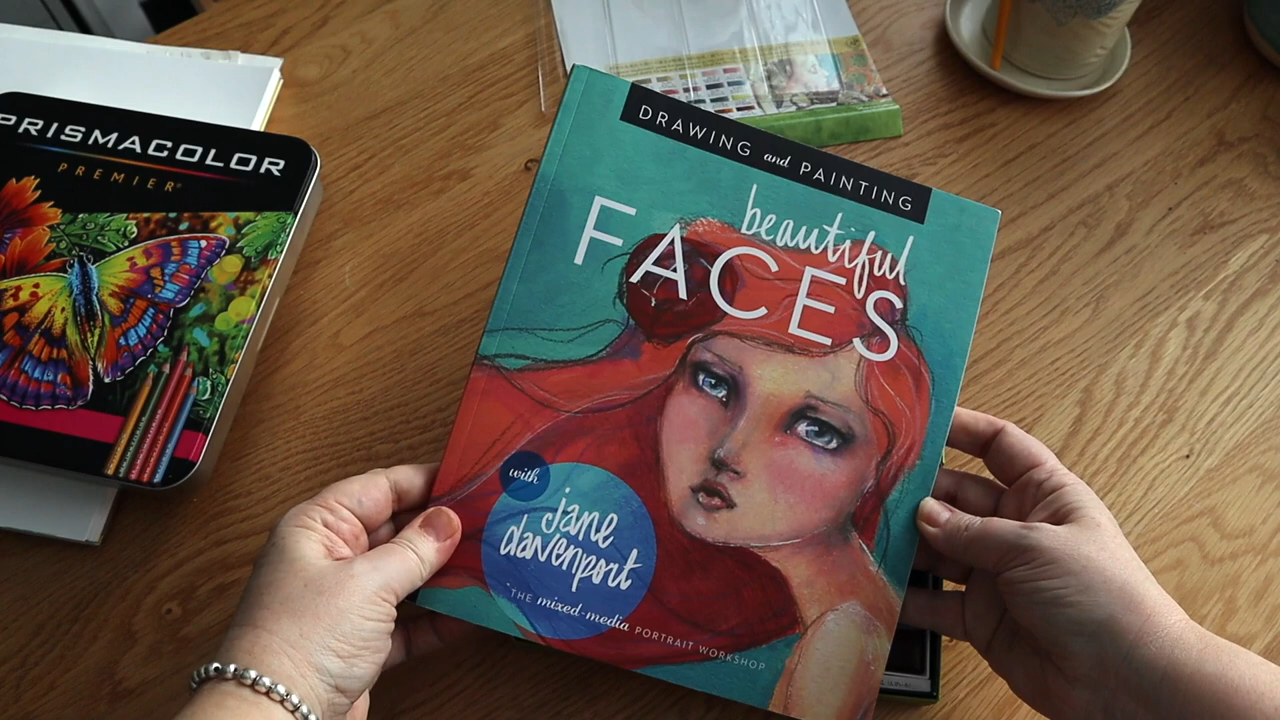 PRISMACOLOR
PREMIER®
DRAWING and PAINTING
beautiful
FACES
with
jane
davenport
THE mixed-media PORTRAIT WORKSHOP